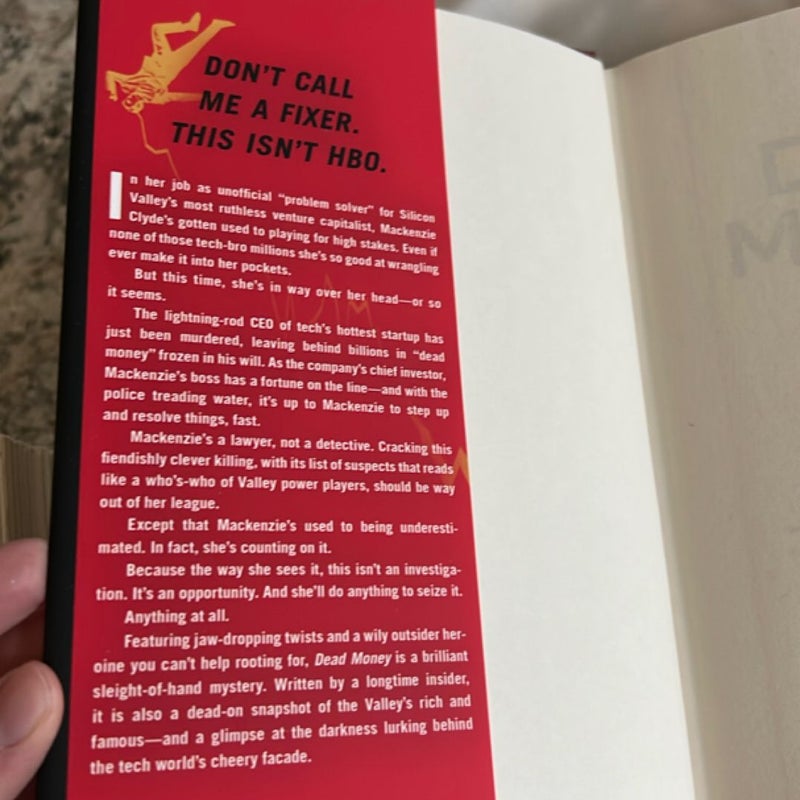 DON'T CALL
ME A FIXER.
THIS ISN'T HBO.
In her job as unofficial "problem solver" for Silicon
Valley's most ruthless venture capitalist, Mackenzie
Clyde's gotten used to playing for high stakes. Even if
none of those tech-bro millions she's so good at wrangling
ever make it into her pockets.
But this time, she's in way over her head—or so
it seems.
The lightning-rod CEO of tech's hottest startup has
just been murdered, leaving behind billions in "dead
money" frozen in his will. As the company's chief investor,
Mackenzie's boss has a fortune on the line—and with the
police treading water, it's up to Mackenzie to step up
and resolve things, fast.
Mackenzie's a lawyer, not a detective. Cracking this
fiendishly clever killing, with its list of suspects that reads
like a who's-who of Valley power players, should be way
out of her league.
Except that Mackenzie's used to being underesti-
mated. In fact, she's counting on it.
Because the way she sees it, this isn't an investiga-
tion. It's an opportunity. And she'll do anything to seize it.
Anything at all.
Featuring jaw-dropping twists and a wily outsider her-
oine you can't help rooting for, Dead Money is a brilliant
sleight-of-hand mystery. Written by a longtime insider,
it is also a dead-on snapshot of the Valley's rich and
famous—and a glimpse at the darkness lurking behind
the tech world's cheery facade.